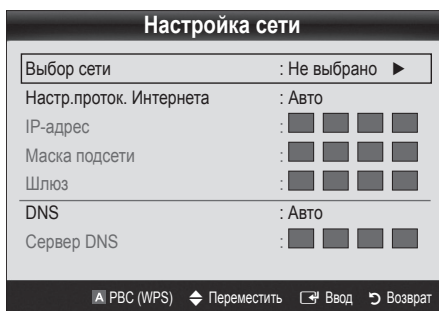 Настройка сети
Выбор сети : Не выбрано ►
Настр.проток. Интернета : Авто
IP-адрес :
Маска подсети :
Шлюз :
DNS : Авто
Сервер DNS :
A PBC (WPS) Переместить Ввод Возврат